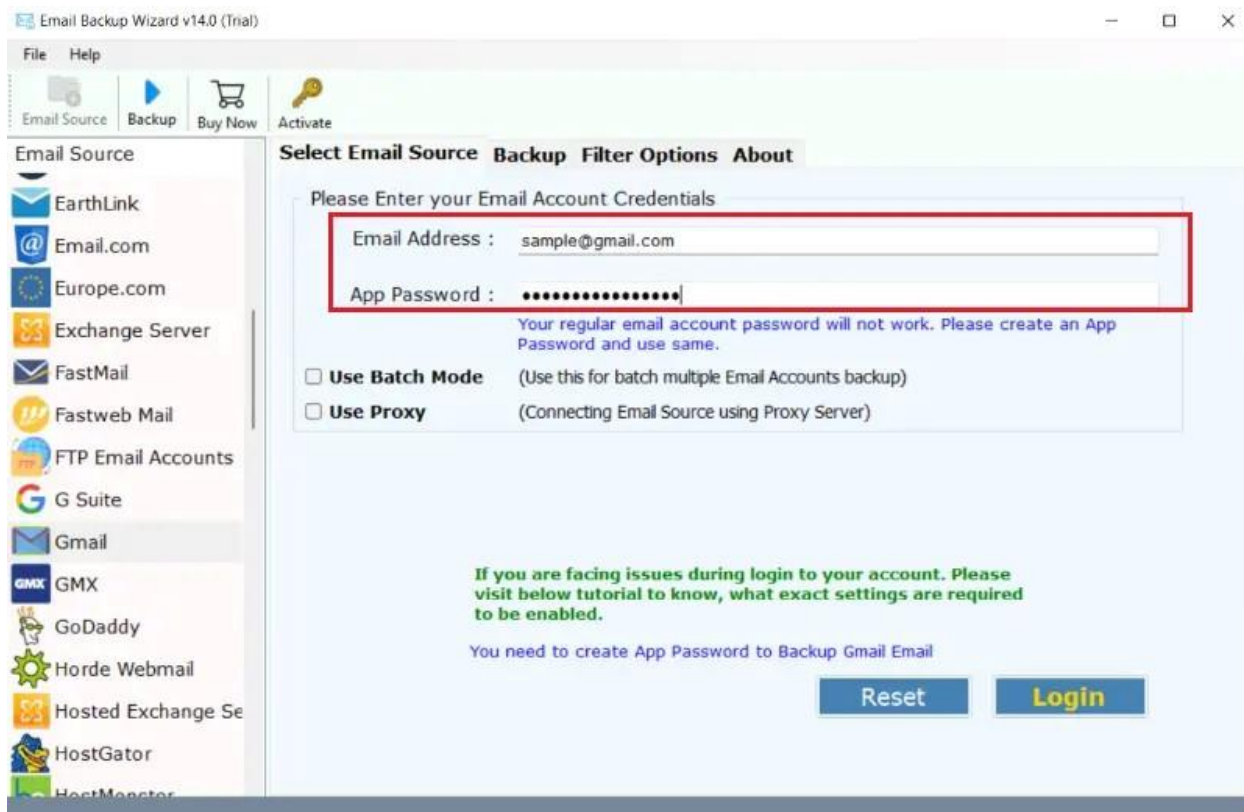 Email Backup Wizard v14.0 (Trial)
File Help
Email Source Backup Buy Now Activate
Email Source
EarthLink
@
Email.com
Europe.com
Exchange Server
FastMail
Fastweb Mail
FTP
FTP Email Accounts
G Suite
Gmail
GMX
GMX
GoDaddy
Horde Webmail
Hosted Exchange Se
HostGator
HostMonster
Select Email Source Backup Filter Options About
Please Enter your Email Account Credentials
Email Address : sample@gmail.com
App Password : ••••••••••••••••
Your regular email account password will not work. Please create an App
Password and use same.
Use Batch Mode (Use this for batch multiple Email Accounts backup)
Use Proxy (Connecting Email Source using Proxy Server)
If you are facing issues during login to your account. Please
visit below tutorial to know, what exact settings are required
to be enabled.
You need to create App Password to Backup Gmail Email
Reset Login